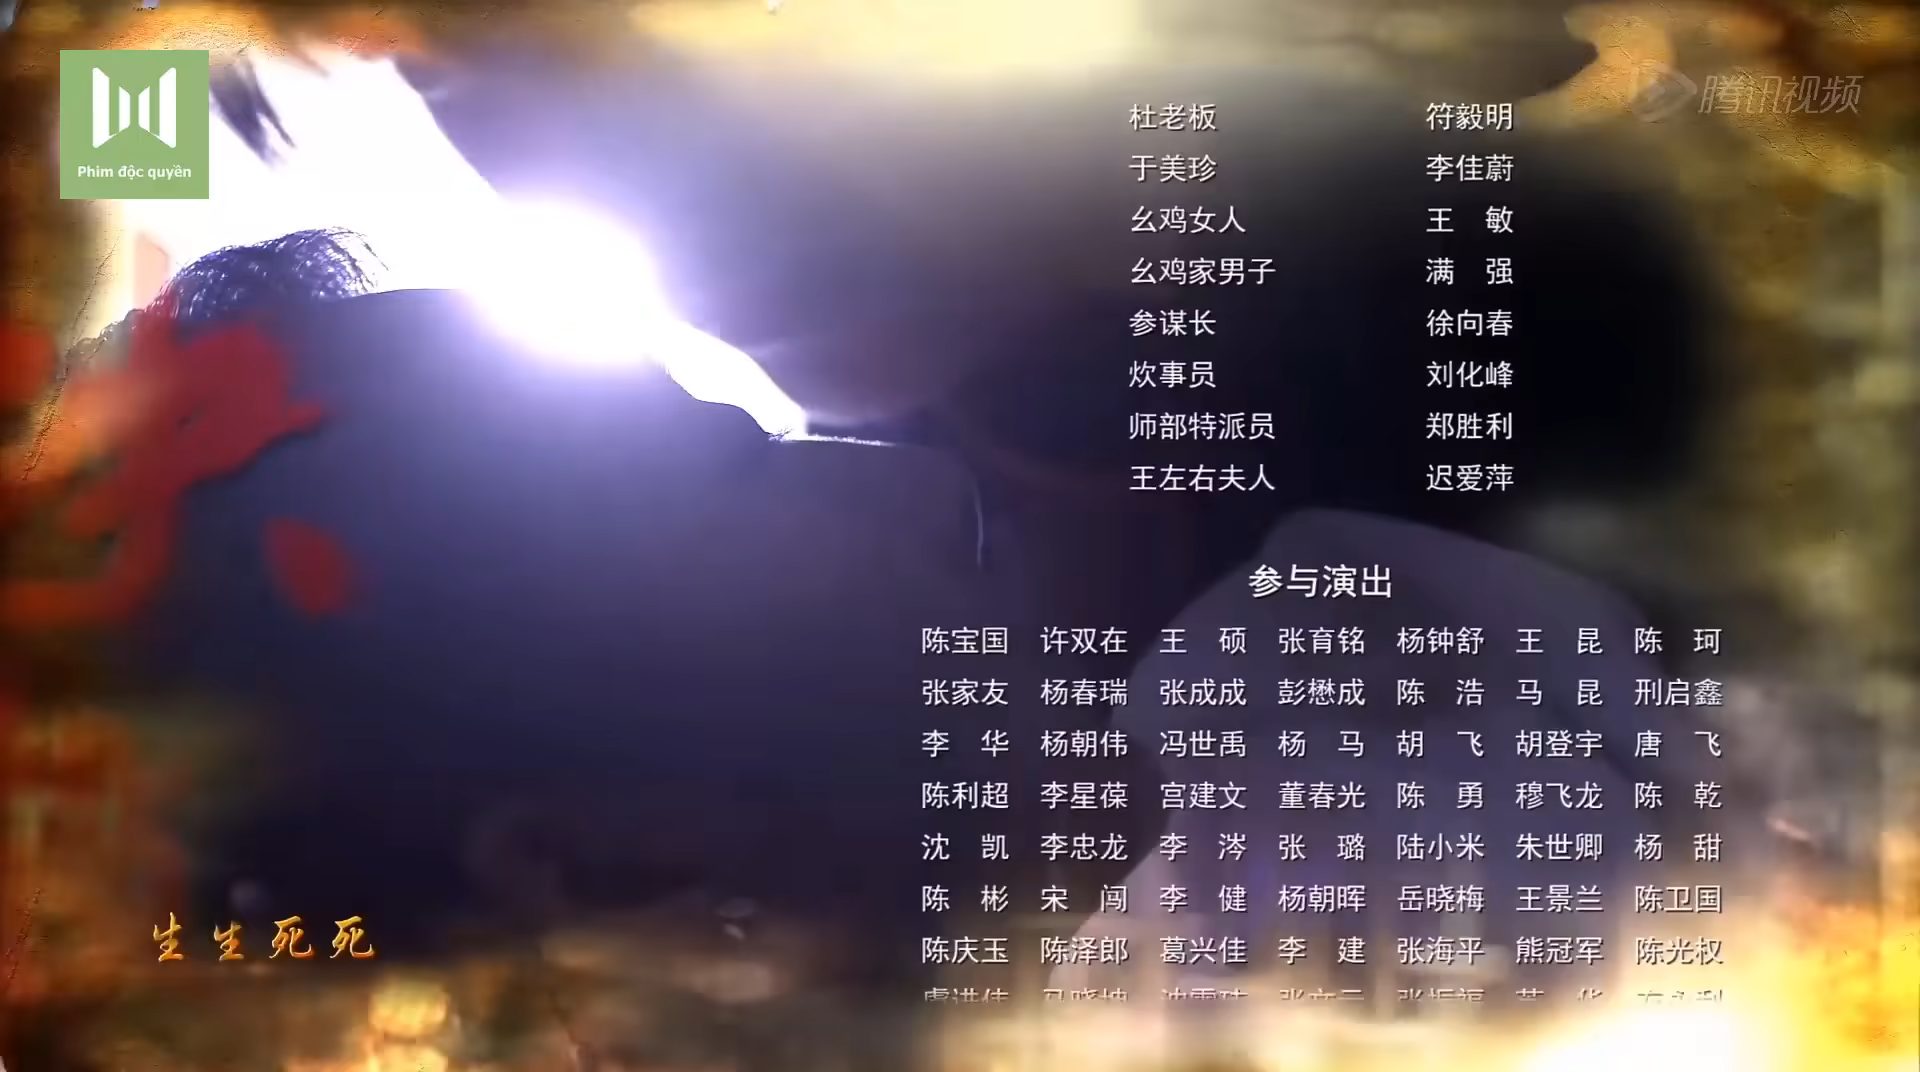 Phim độc quyền
腾讯视频
杜老板 符毅明
于美珍 李佳蔚
幺鸡女人 王 敏
幺鸡家男子 满 强
参谋长 徐向春
炊事员 刘化峰
师部特派员 郑胜利
王左右夫人 迟爱萍
参与演出
陈宝国 许双在 王 硕 张育铭 杨钟舒 王 昆 陈 珂
张家友 杨春瑞 张成成 彭懋成 陈 浩 马 昆 刑启鑫
李 华 杨朝伟 冯世禹 杨 马 胡 飞 胡登宇 唐 飞
陈利超 李星葆 宫建文 董春光 陈 勇 穆飞龙 陈 乾
沈 凯 李忠龙 李 涔 张 璐 陆小米 朱世卿 杨 甜
陈 彬 宋 闯 李 健 杨朝晖 岳晓梅 王景兰 陈卫国
陈庆玉 陈泽郎 葛兴佳 李 建 张海平 熊冠军 陈光权
生生死死